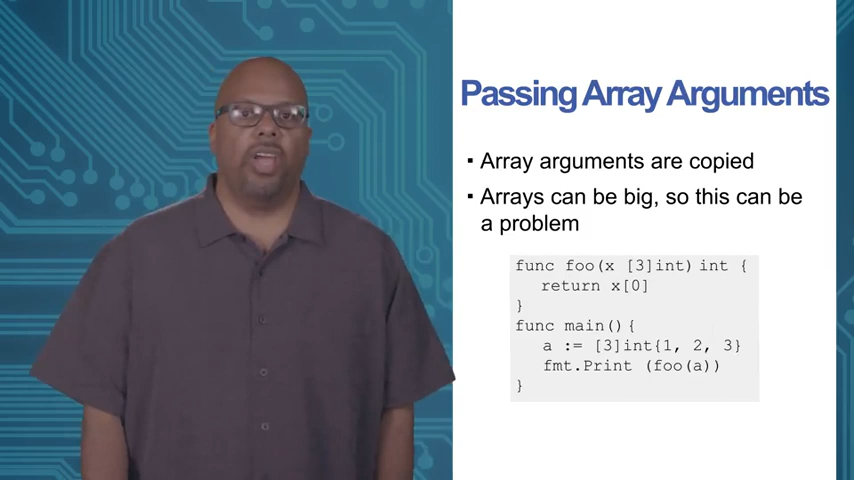 Passing Array Arguments
▪ Array arguments are copied
▪ Arrays can be big, so this can be
a problem
func foo(x [3]int) int {
return x[0]
}
func main(){
a := [3]int{1, 2, 3}
fmt.Print (foo(a))
}